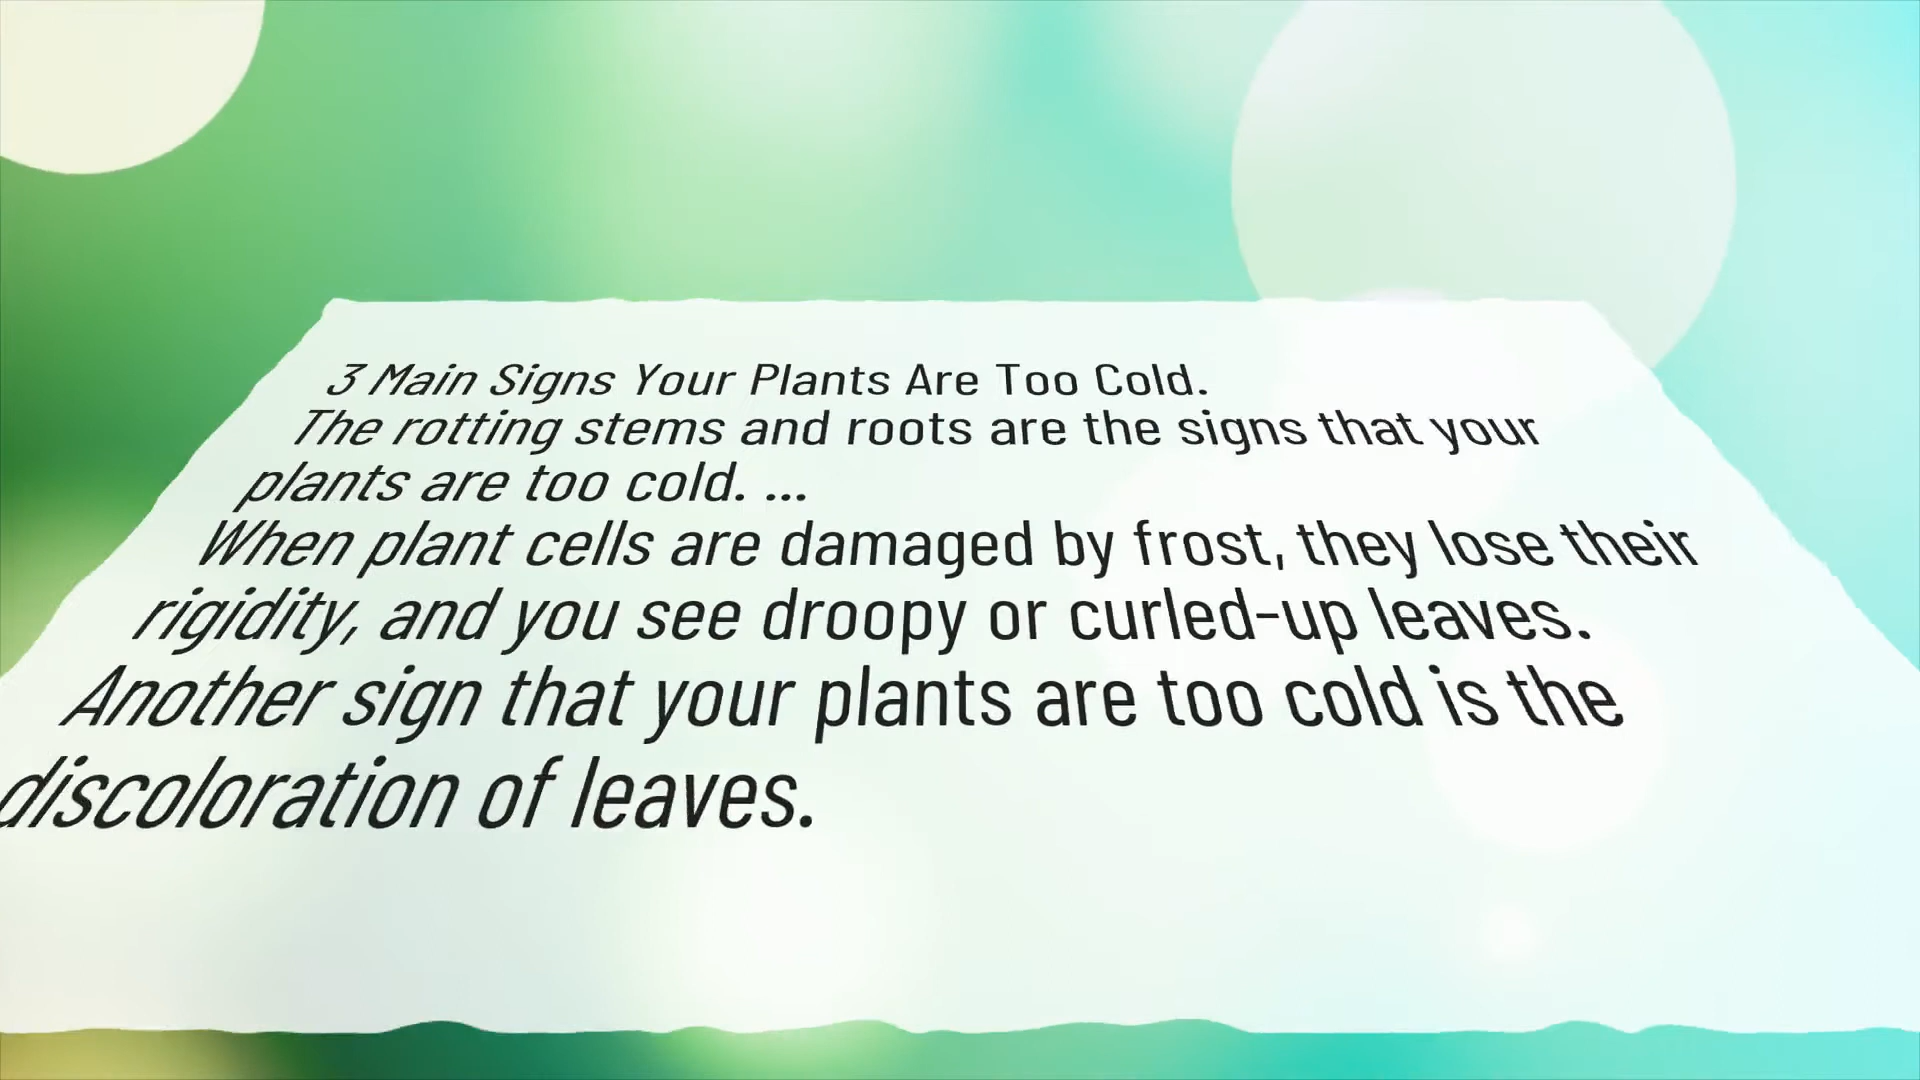 3 Main Signs Your Plants Are Too Cold.
The rotting stems and roots are the signs that your
plants are too cold. ...
When plant cells are damaged by frost, they lose their
rigidity, and you see droopy or curled-up leaves.
Another sign that your plants are too cold is the
discoloration of leaves.